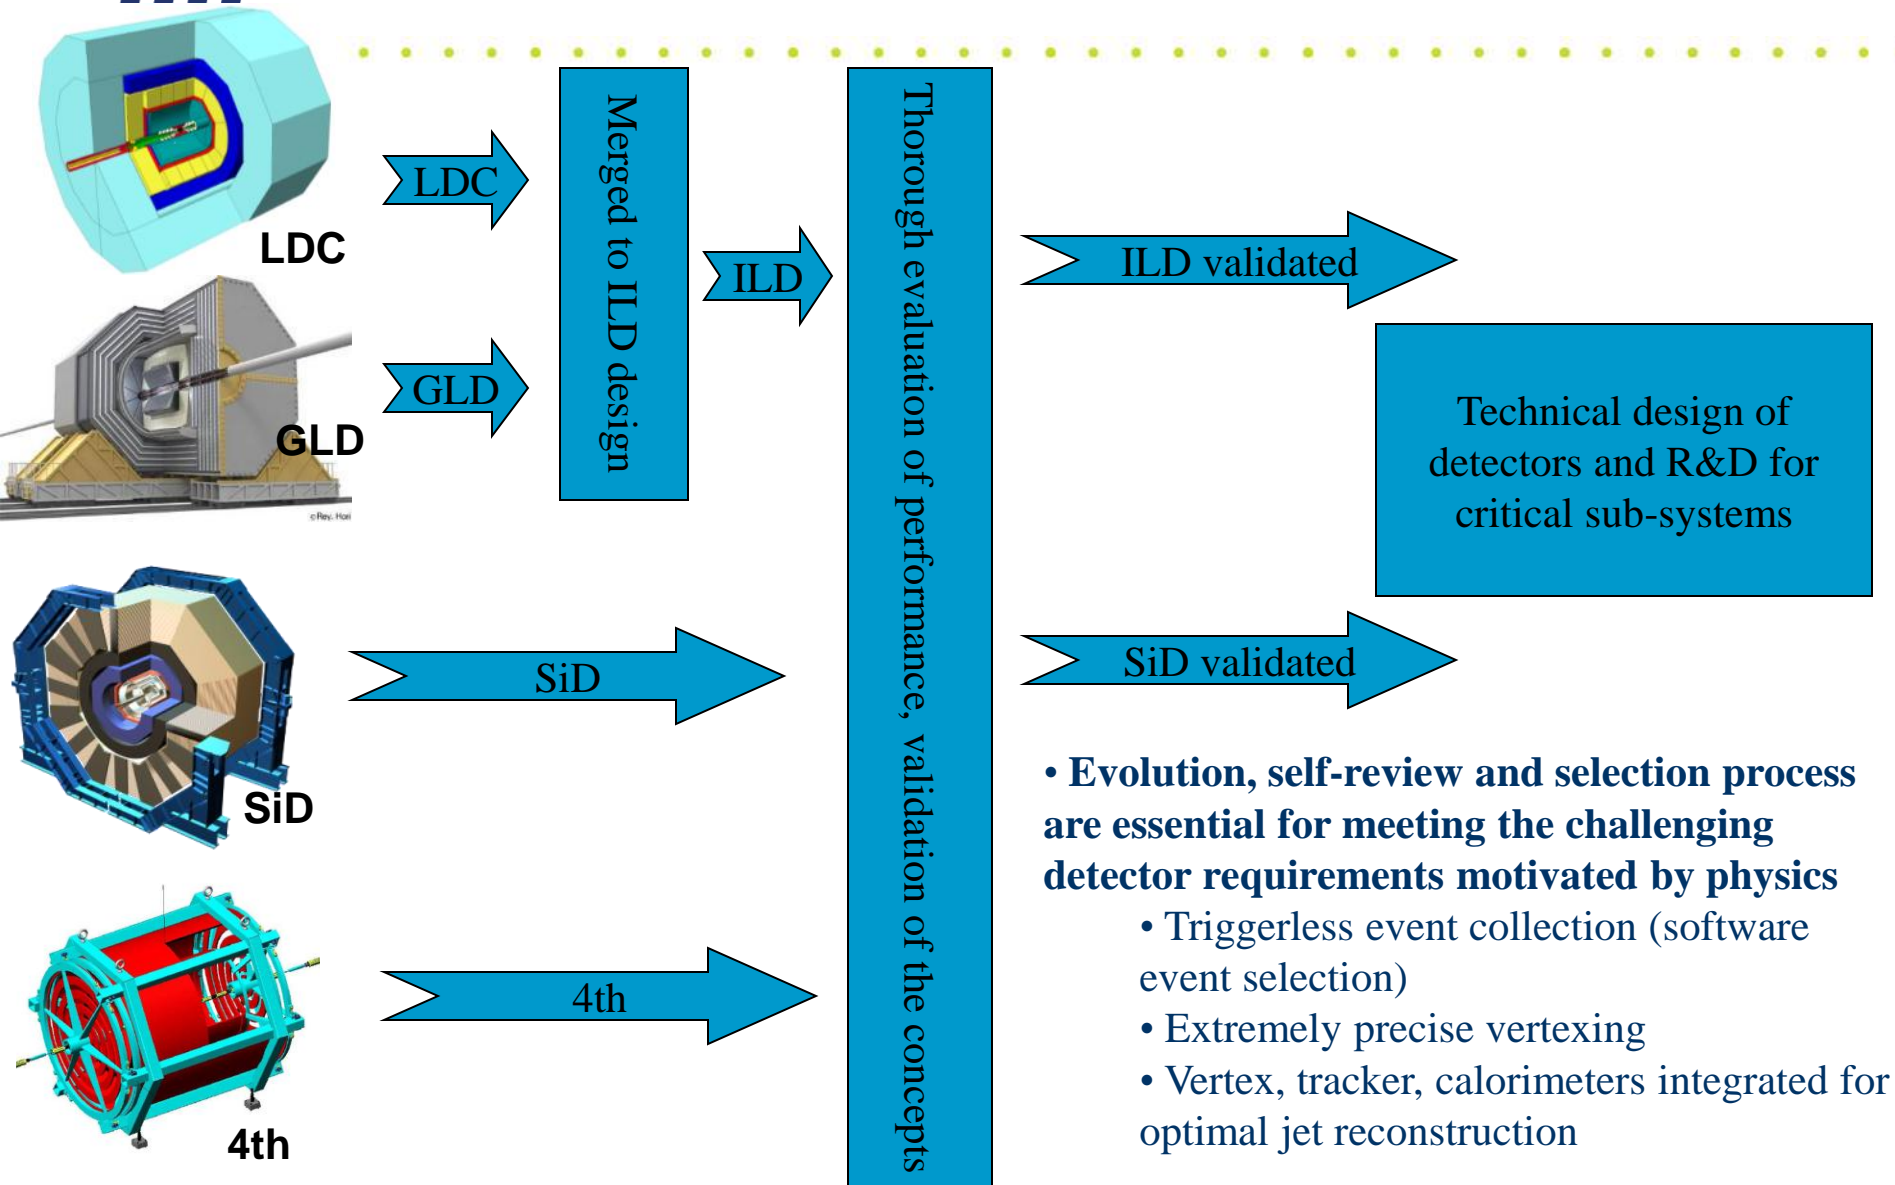 LDC
GLD
©Rey. Hori
SiD
4th
LDC
GLD
SiD
4th
Merged to ILD design
ILD
Thorough evaluation of performance, validation of the concepts
ILD validated
Technical design of
detectors and R&D for
critical sub-systems
SiD validated
• Evolution, self-review and selection process
are essential for meeting the challenging
detector requirements motivated by physics
• Triggerless event collection (software
event selection)
• Extremely precise vertexing
• Vertex, tracker, calorimeters integrated for
optimal jet reconstruction